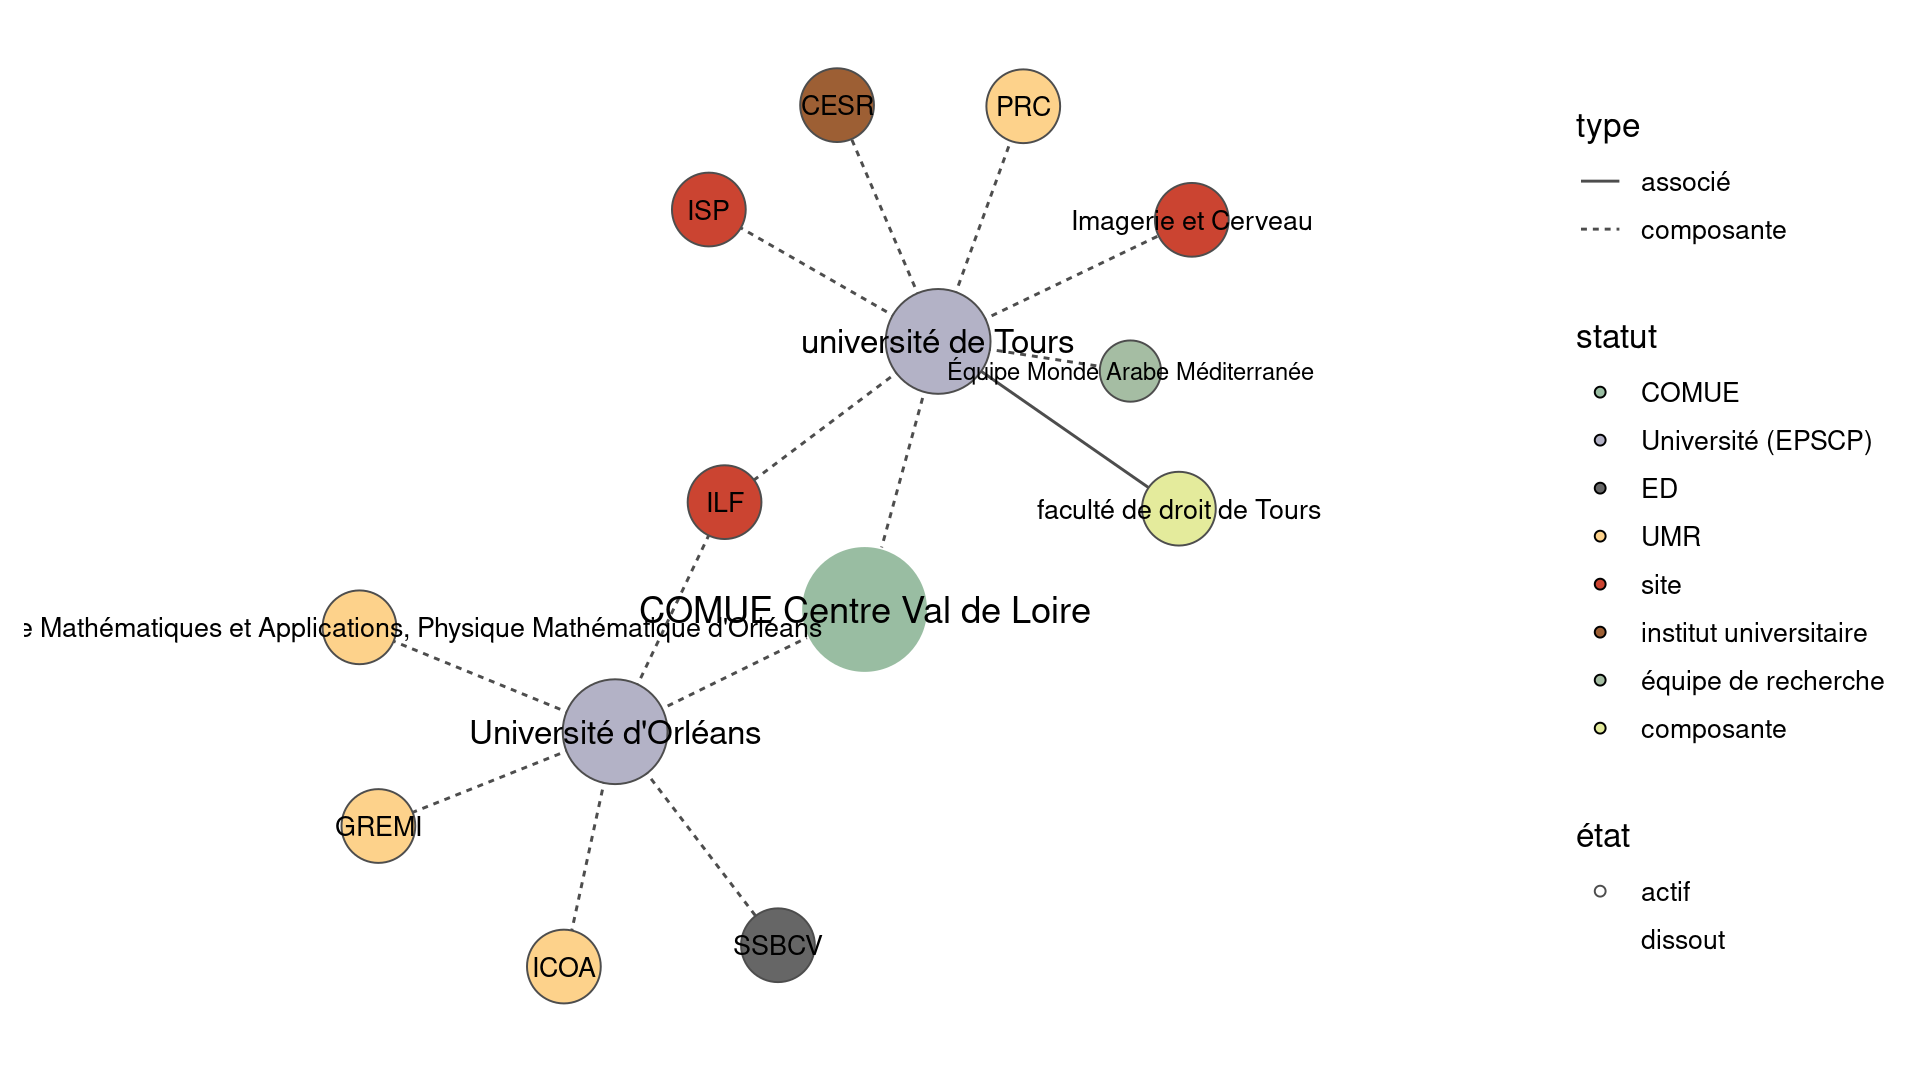 CESR
PRC
ISP
Imagerie et Cerveau
université de Tours
Équipe Monde Arabe Méditerranée
ILF
faculté de droit de Tours
COMUE Centre Val de Loire
Mathématiques et Applications, Physique Mathématique d'Orléans
Université d'Orléans
GREMI
ICOA
SSBCV
type
associé
composante
statut
COMUE
Université (EPSCP)
ED
UMR
site
institut universitaire
équipe de recherche
composante
état
actif
dissout